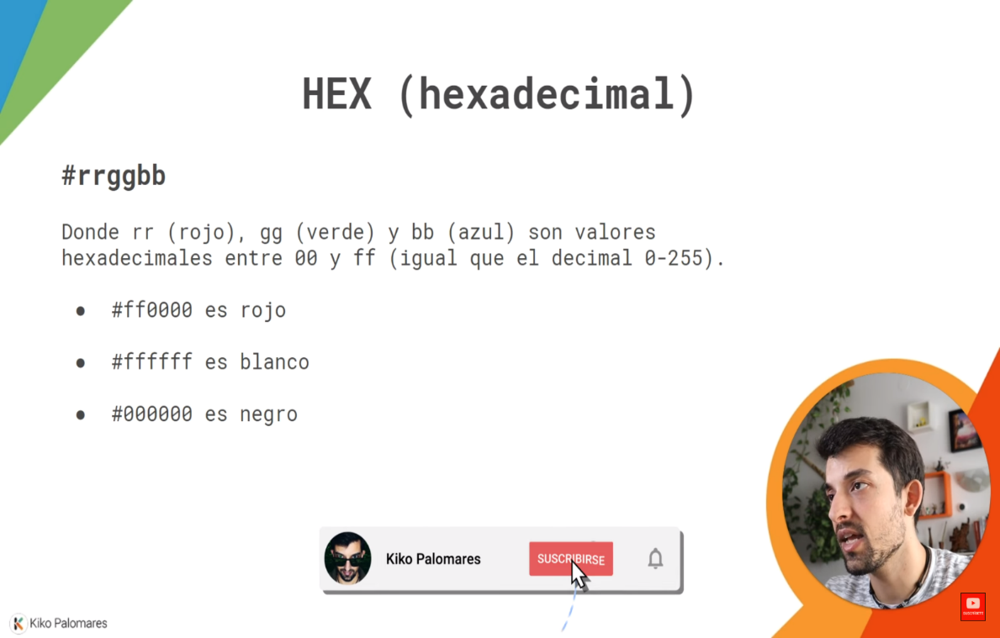 HEX (hexadecimal)
#rrggbb
Donde rr (rojo), gg (verde) y bb (azul) son valores
hexadecimales entre 00 y ff (igual que el decimal 0-255).
● #ff0000 es rojo
● #ffffff es blanco
● #000000 es negro
Kiko Palomares
SUSCRIBIRSE
Kiko Palomares